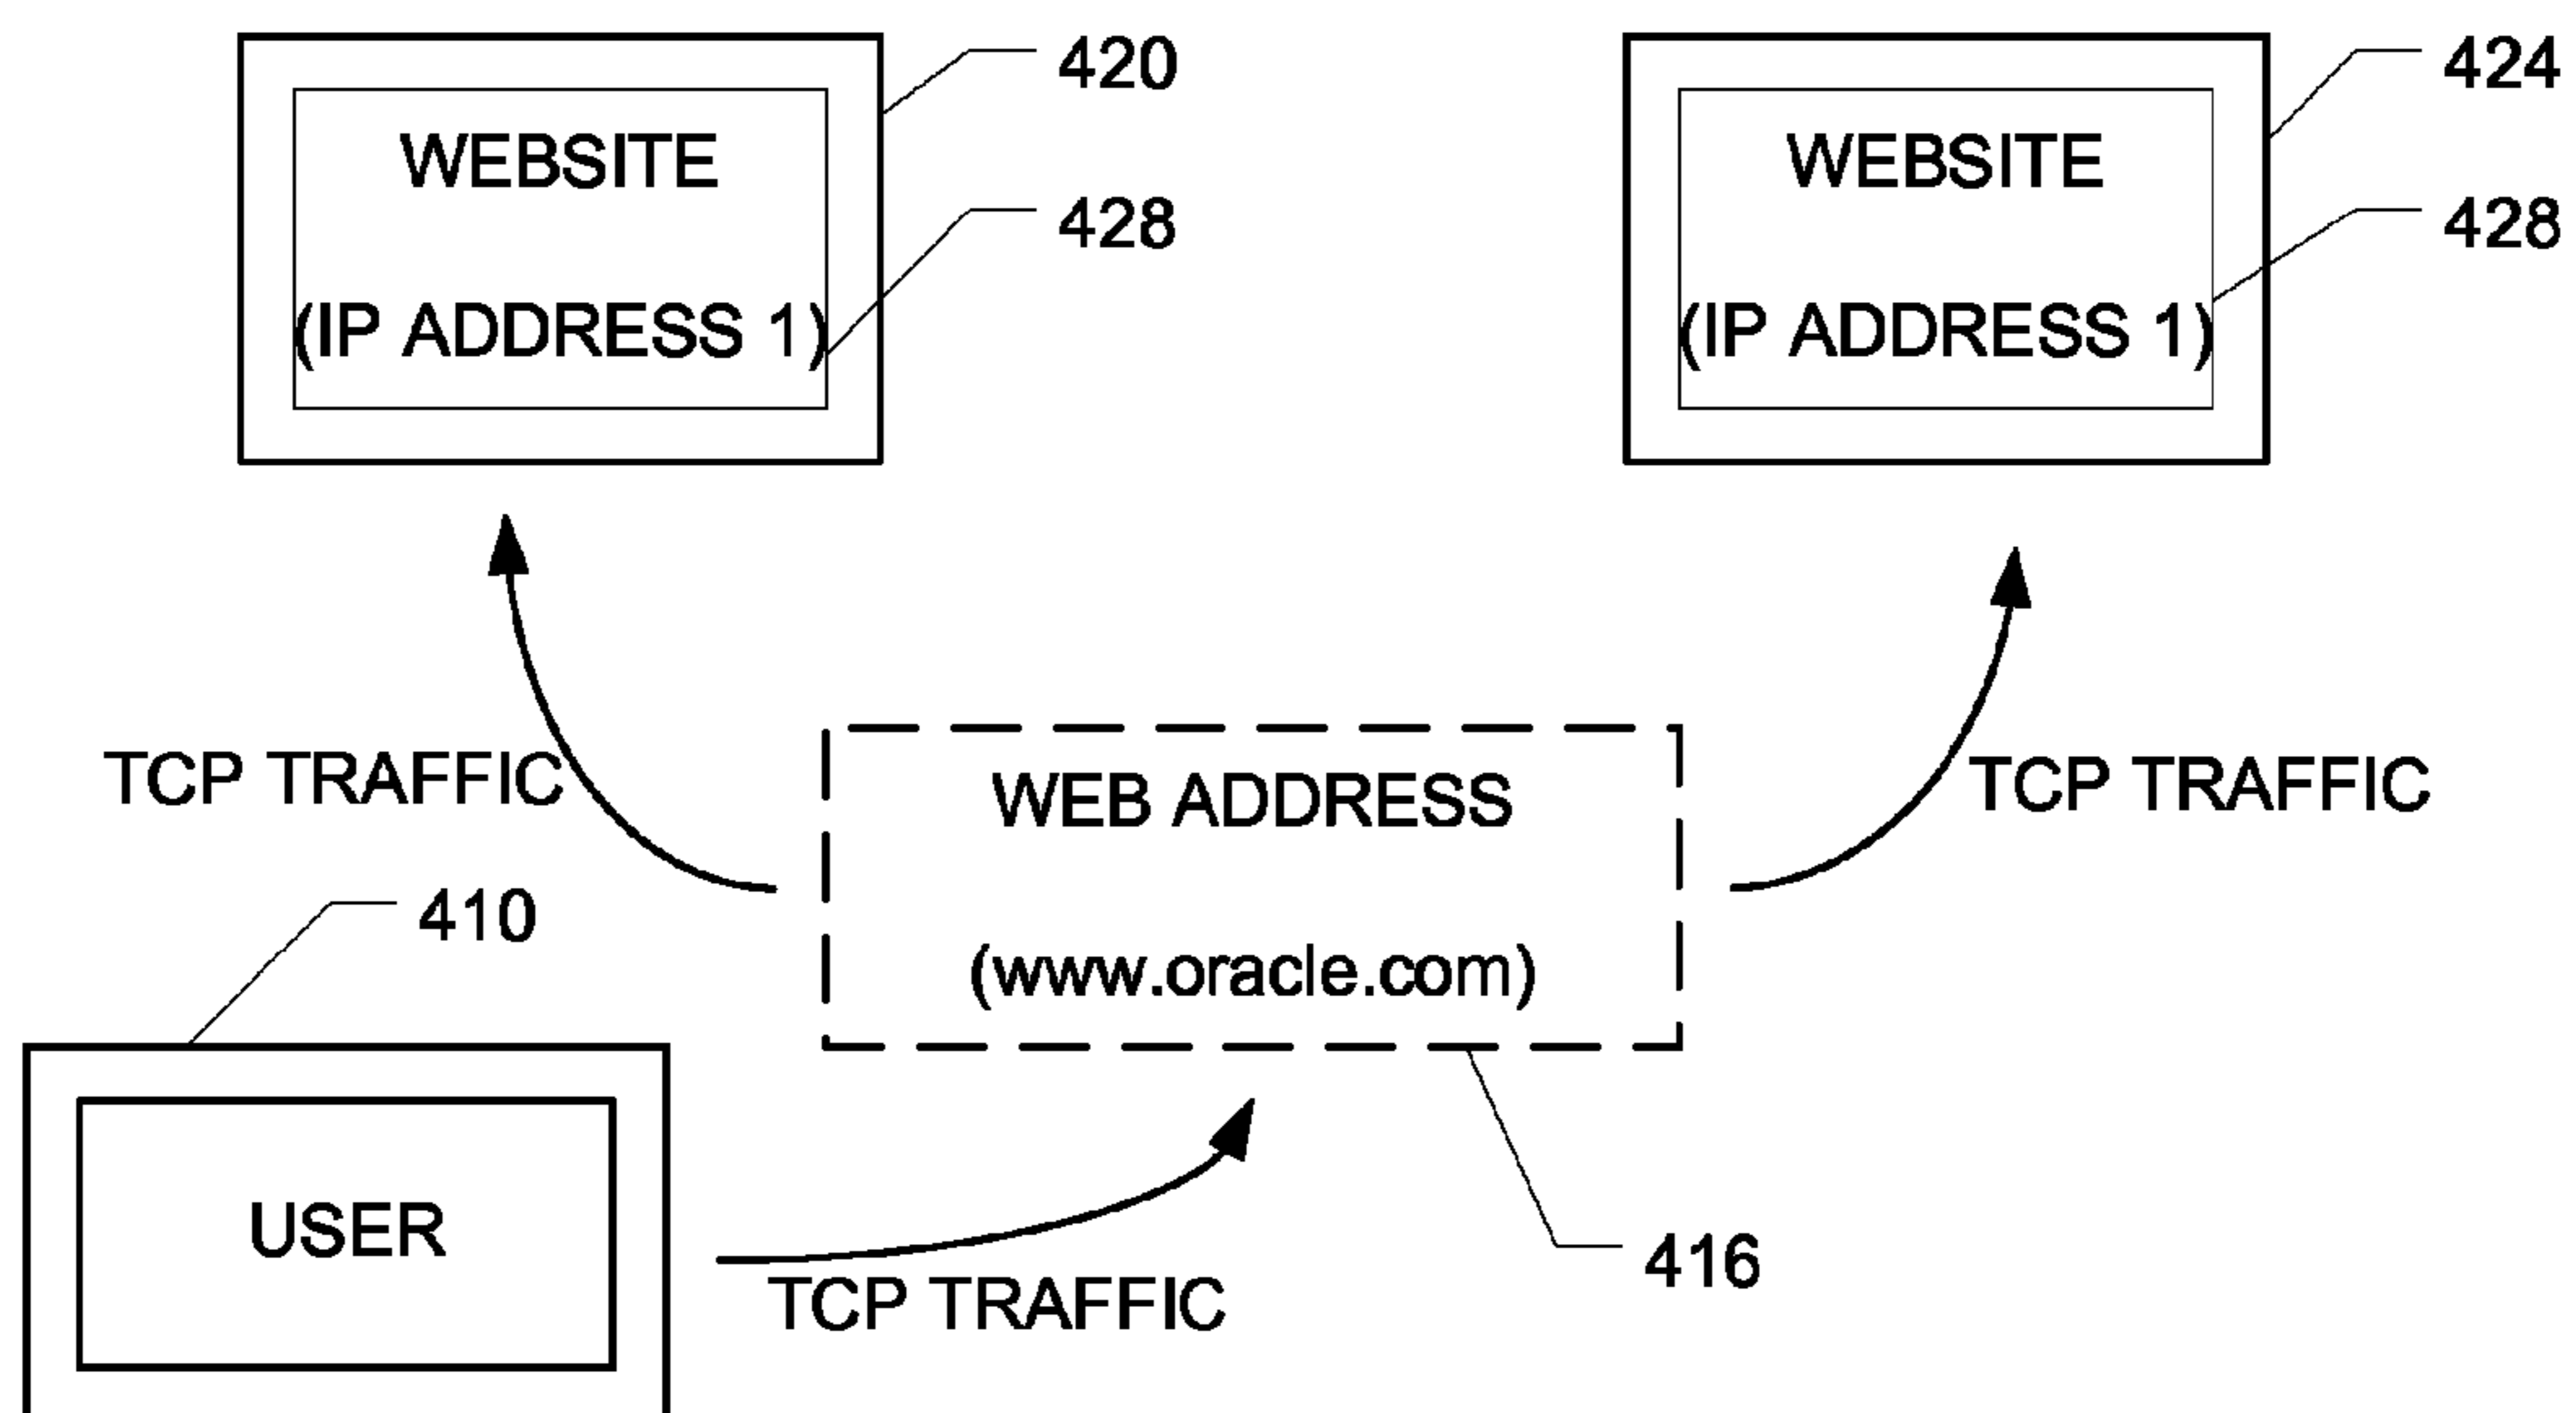 420
WEBSITE
428
(IP ADDRESS 1)
424
WEBSITE
428
(IP ADDRESS 1)
TCP TRAFFIC
WEB ADDRESS
TCP TRAFFIC
410
(www.oracle.com)
USER
416
TCP TRAFFIC